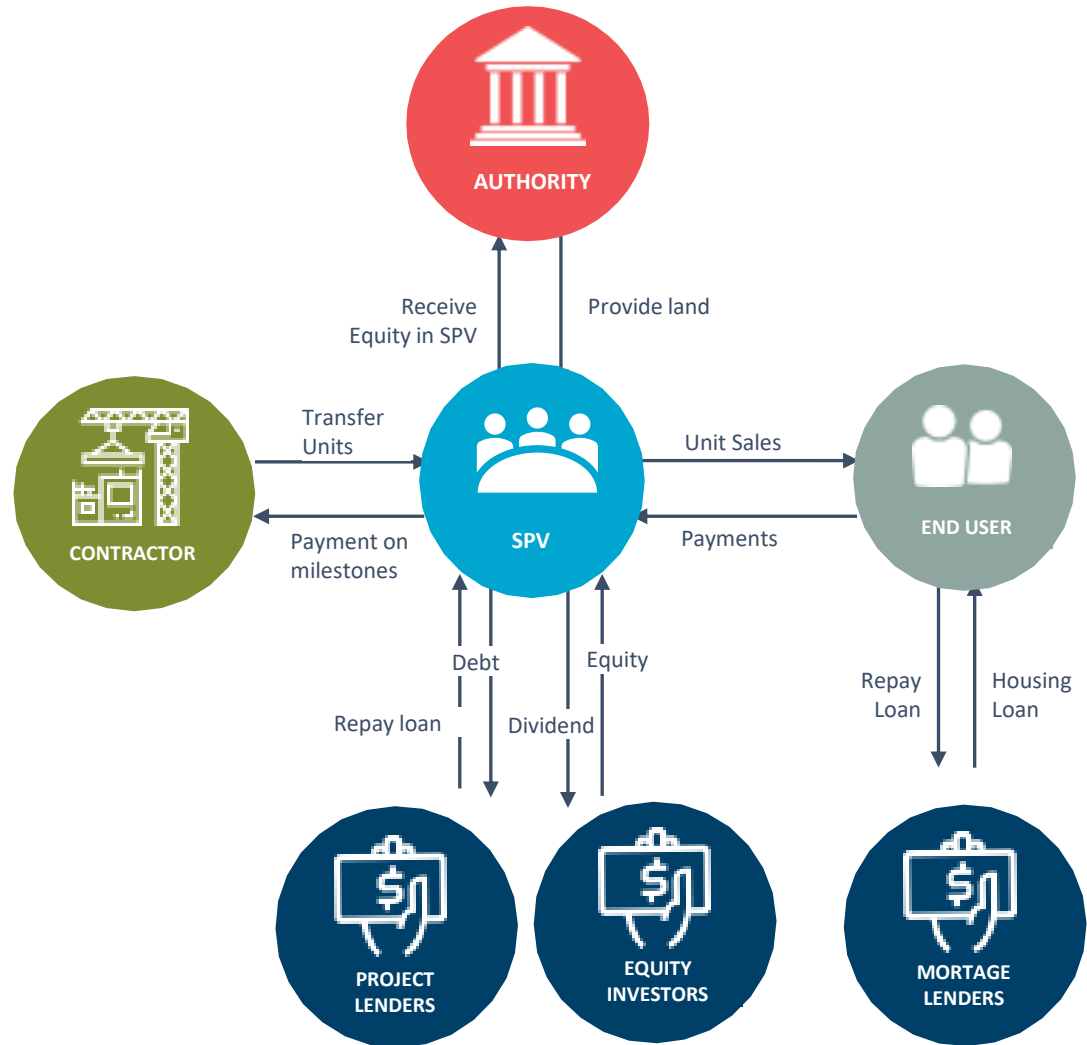 AUTHORITY
Receive
Equity in SPV
Provide land
Transfer
Units
Unit Sales
CONTRACTOR
Payment on
milestones
SPV
Payments
END USER
Debt
Equity
Repay loan
Dividend
Repay
Loan
Housing
Loan
PROJECT
LENDERS
EQUITY
INVESTORS
MORTAGE
LENDERS